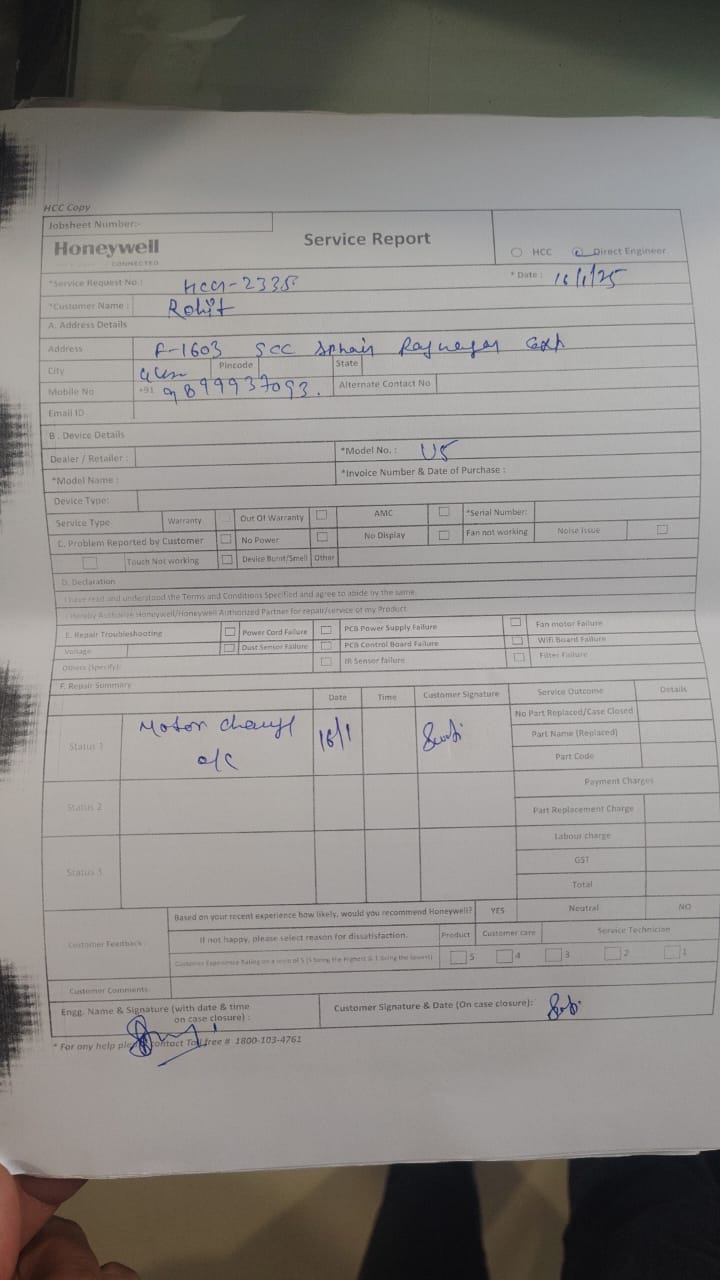 HCC Copy
Jobsheet Number:-
Honeywell
CONNECTED
Service Report
HCC Direct Engineer
*Service Request No.: HCC1-2335 * Date: 16/1/25
*Customer Name: Rohit
A. Address Details
Address F-1603 SCC Rajnagar
City Pincode State
Mobile No +91 9899937093. Alternate Contact No
Email ID
B. Device Details
Dealer / Retailer: *Model No.: U5
*Model Name: *Invoice Number & Date of Purchase:
Device Type:
Service Type Warranty Out Of Warranty AMC *Serial Number:
C. Problem Reported by Customer No Power No Display Fan not working Noise issue
Touch Not working Device Burnt/Smell Other
D. Declaration
I have read and understood the Terms and Conditions Specified and agree to abide by the same.
I hereby Authorize Honeywell/Honeywell Authorized Partner for repair/service of my Product
E. Repair Troubleshooting Power Cord Failure PCB Power Supply Failure Fan motor Failure
Voltage Dust Sensor Failure PCB Control Board Failure Wifi Board Failure
Others (Specify): IR Sensor failure Filter Failure
F. Repair Summary
Date Time Customer Signature Service Outcome Details
Status 1 Motor 16/1 No Part Replaced/Case Closed
Part Name (Replaced)
Part Code
Status 2 Payment Charges
Part Replacement Charge
Status 3 Labour charge
GST
Total
Customer Feedback Based on your recent experience how likely, would you recommend Honeywell? YES Neutral NO
If not happy, please select reason for dissatisfaction. Product Customer care Service Technician
Customer Experience Rating on a scale of 5 (5 being the Highest & 1 being the lowest) 5 4 3 2 1
Customer Comments
Engg. Name & Signature (with date & time on case closure): Customer Signature & Date (On case closure):
* For any help please contact Toll free # 1800-103-4761